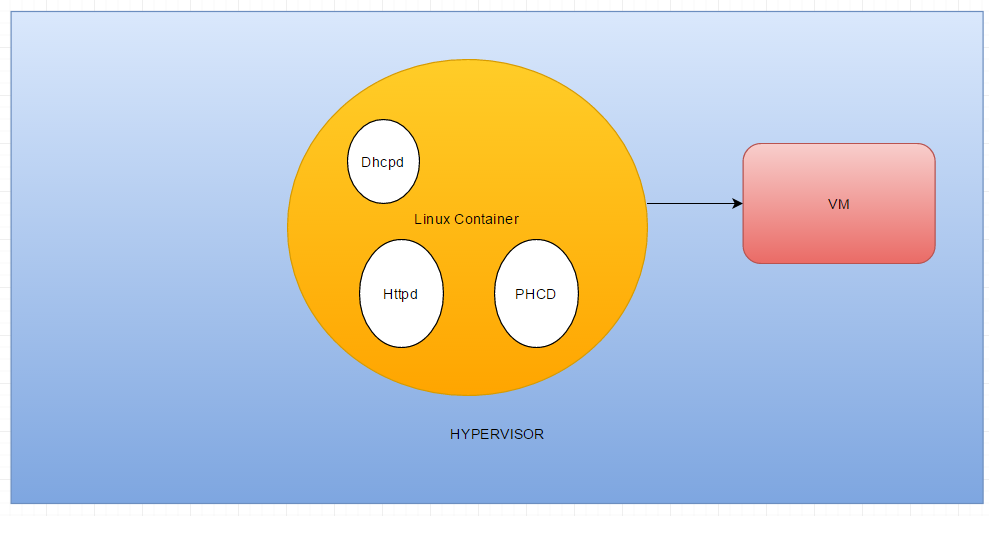 Dhcpd
Linux Container
Httpd
PHCD
VM
HYPERVISOR